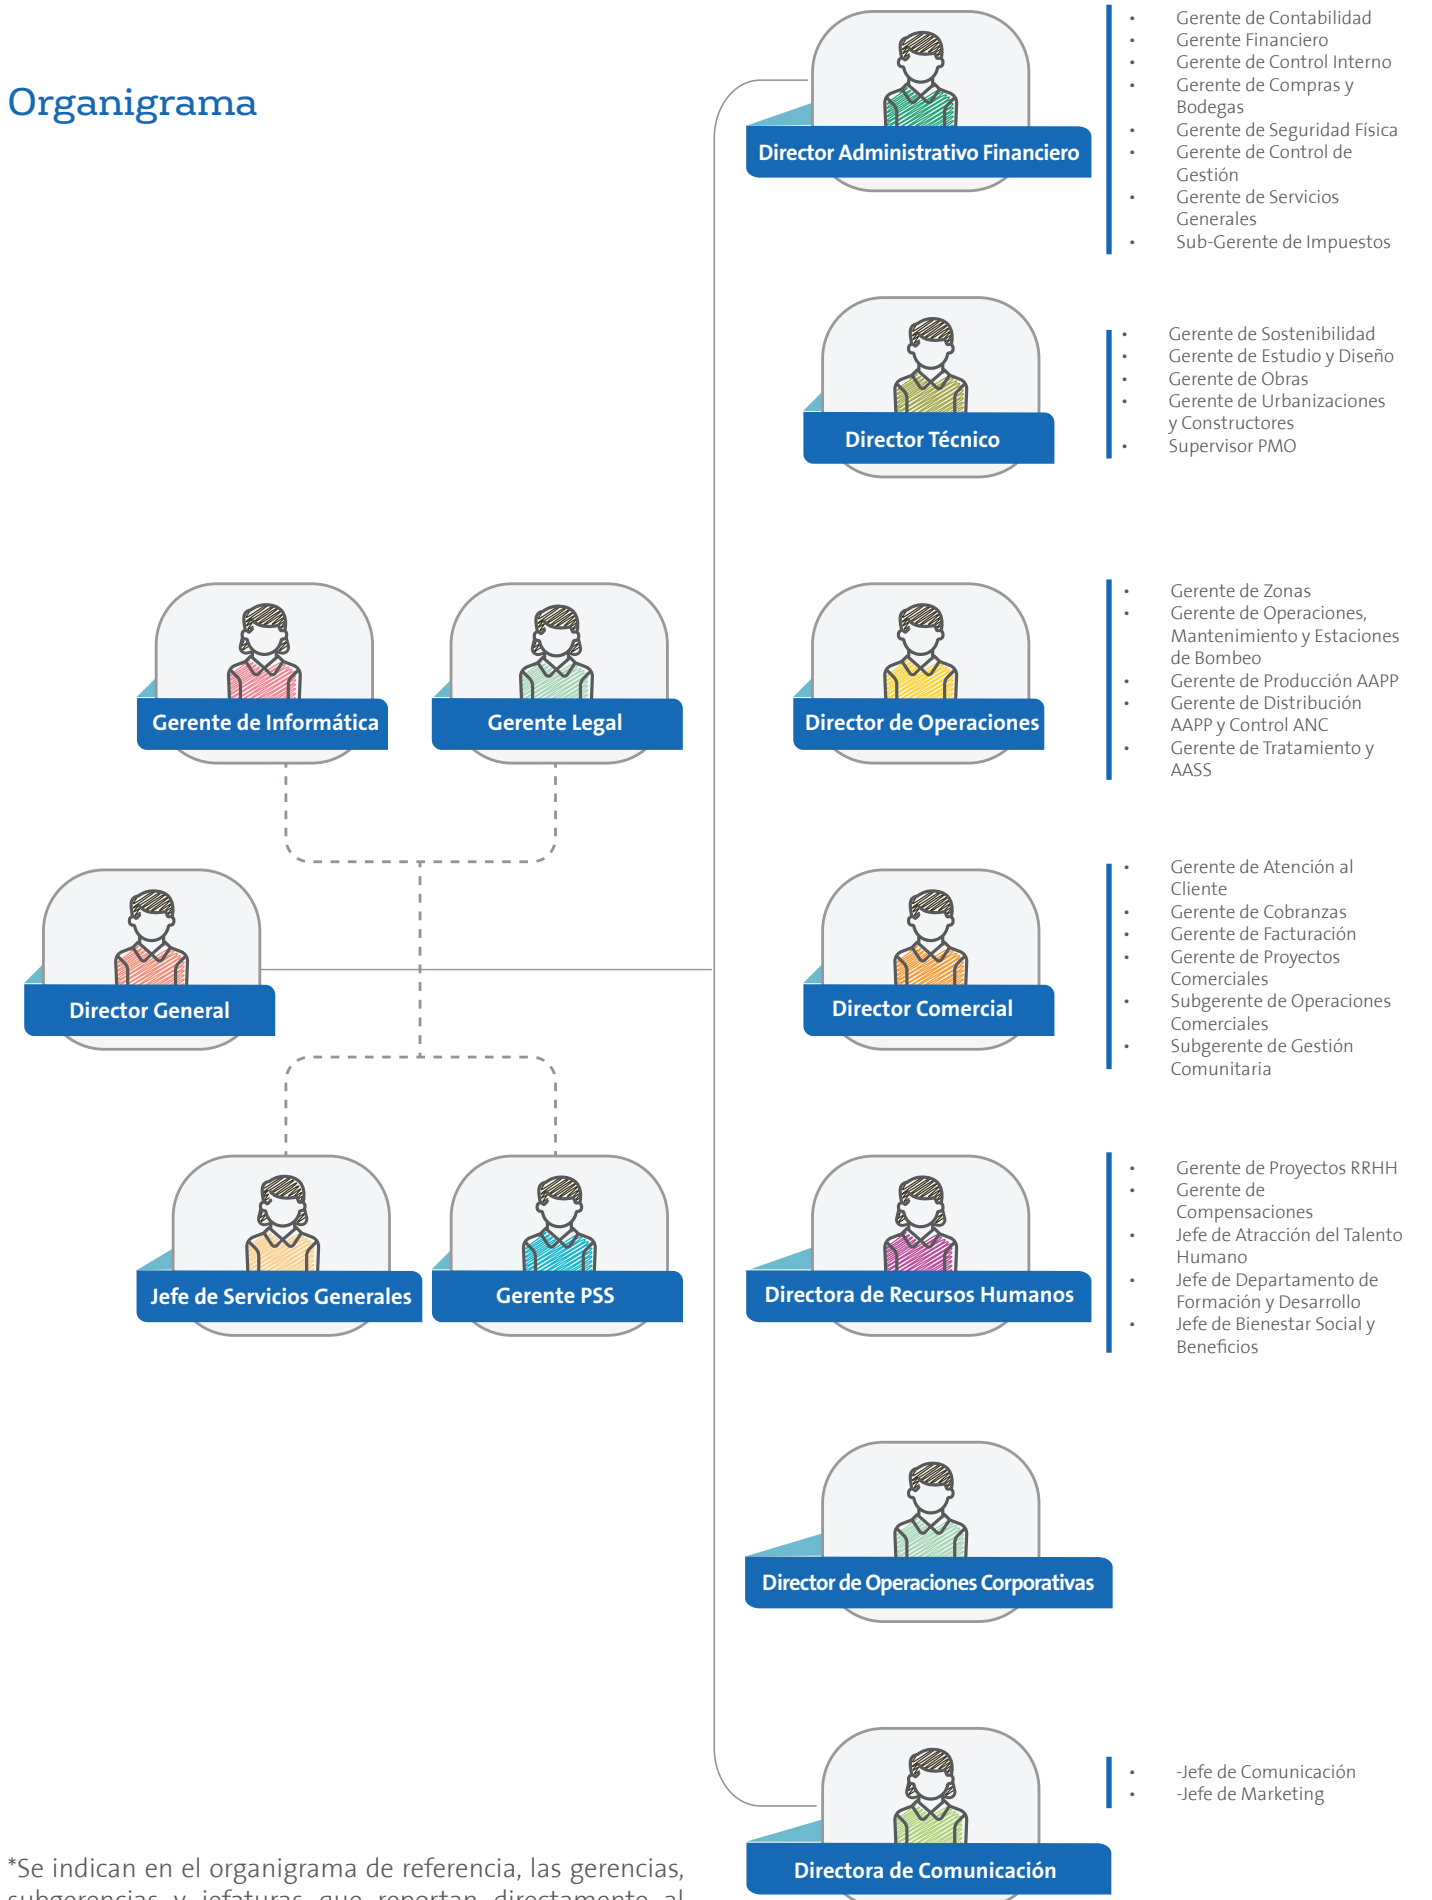 Organigrama
Director Administrativo Financiero
• Gerente de Contabilidad
• Gerente Financiero
• Gerente de Control Interno
• Gerente de Compras y
Bodegas
• Gerente de Seguridad Física
• Gerente de Control de
Gestión
• Gerente de Servicios
Generales
• Sub-Gerente de Impuestos
Director Técnico
• Gerente de Sostenibilidad
• Gerente de Estudio y Diseño
• Gerente de Obras
• Gerente de Urbanizaciones
y Constructores
• Supervisor PMO
Gerente de Informática
Gerente Legal
Director de Operaciones
• Gerente de Zonas
• Gerente de Operaciones,
Mantenimiento y Estaciones
de Bombeo
• Gerente de Producción AAPP
• Gerente de Distribución
AAPP y Control ANC
• Gerente de Tratamiento y
AASS
Director General
Director Comercial
• Gerente de Atención al
Cliente
• Gerente de Cobranzas
• Gerente de Facturación
• Gerente de Proyectos
Comerciales
• Subgerente de Operaciones
Comerciales
• Subgerente de Gestión
Comunitaria
Jefe de Servicios Generales
Gerente PSS
Directora de Recursos Humanos
• Gerente de Proyectos RRHH
• Gerente de
Compensaciones
• Jefe de Atracción del Talento
Humano
• Jefe de Departamento de
Formación y Desarrollo
• Jefe de Bienestar Social y
Beneficios
Director de Operaciones Corporativas
Directora de Comunicación
• -Jefe de Comunicación
• -Jefe de Marketing
*Se indican en el organigrama de referencia, las gerencias,
subgerencias y jefaturas que reportan directamente al